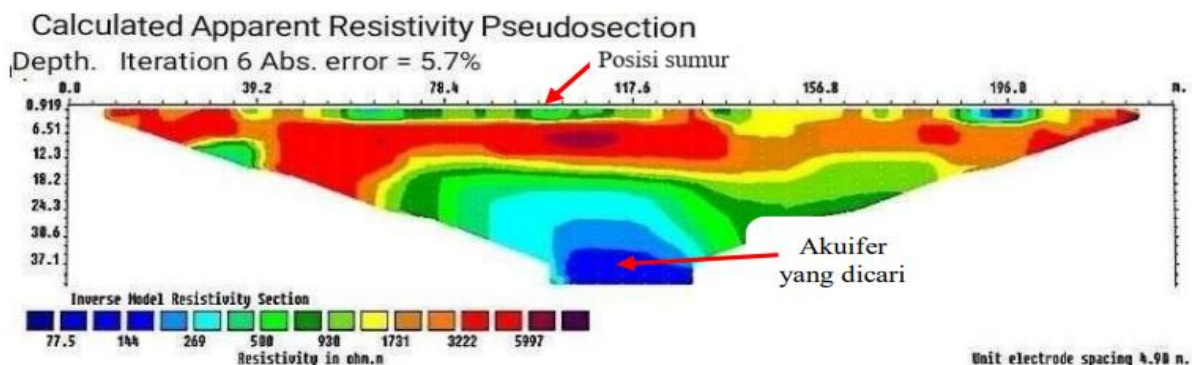 Calculated Apparent Resistivity Pseudosection
Depth. Iteration 6 Abs. error = 5.7%
Posisi sumur
0.0 39.2 78.4 117.6 156.8 196.0 m.
0.919
6.51
12.3
18.2
24.3
30.6
37.1
Akuifer
yang dicari
Inverse Model Resistivity Section
77.5 144 269 500 930 1731 3222 5997
Resistivity in ohm.m
Unit electrode spacing 4.90 m.